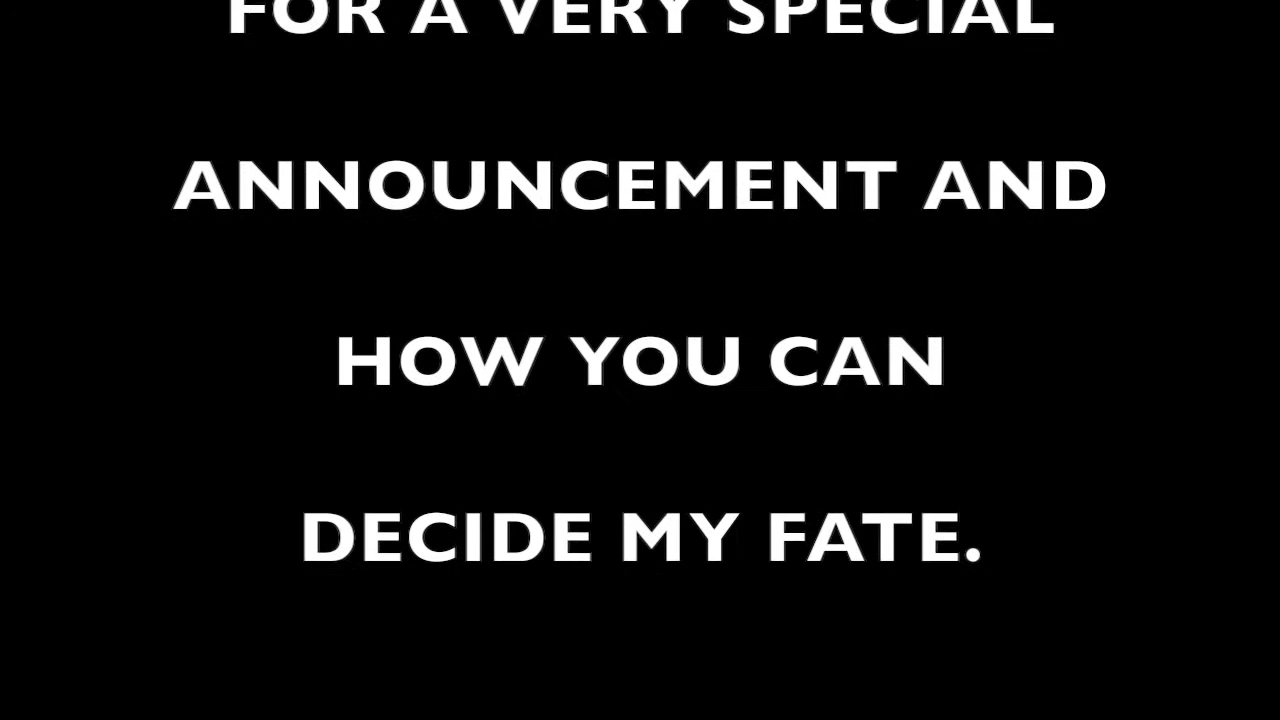 FOR A VERY SPECIAL
ANNOUNCEMENT AND
HOW YOU CAN
DECIDE MY FATE.